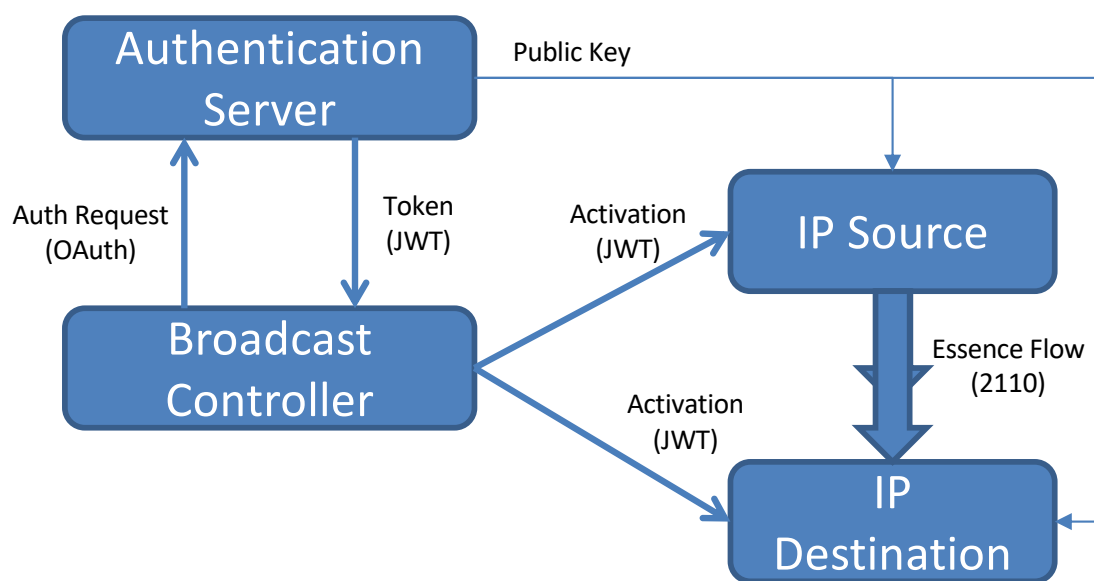 Authentication
Server
Public Key
Auth Request
(OAuth)
Token
(JWT)
Activation
(JWT)
IP Source
Broadcast
Controller
Essence Flow
(2110)
Activation
(JWT)
IP
Destination